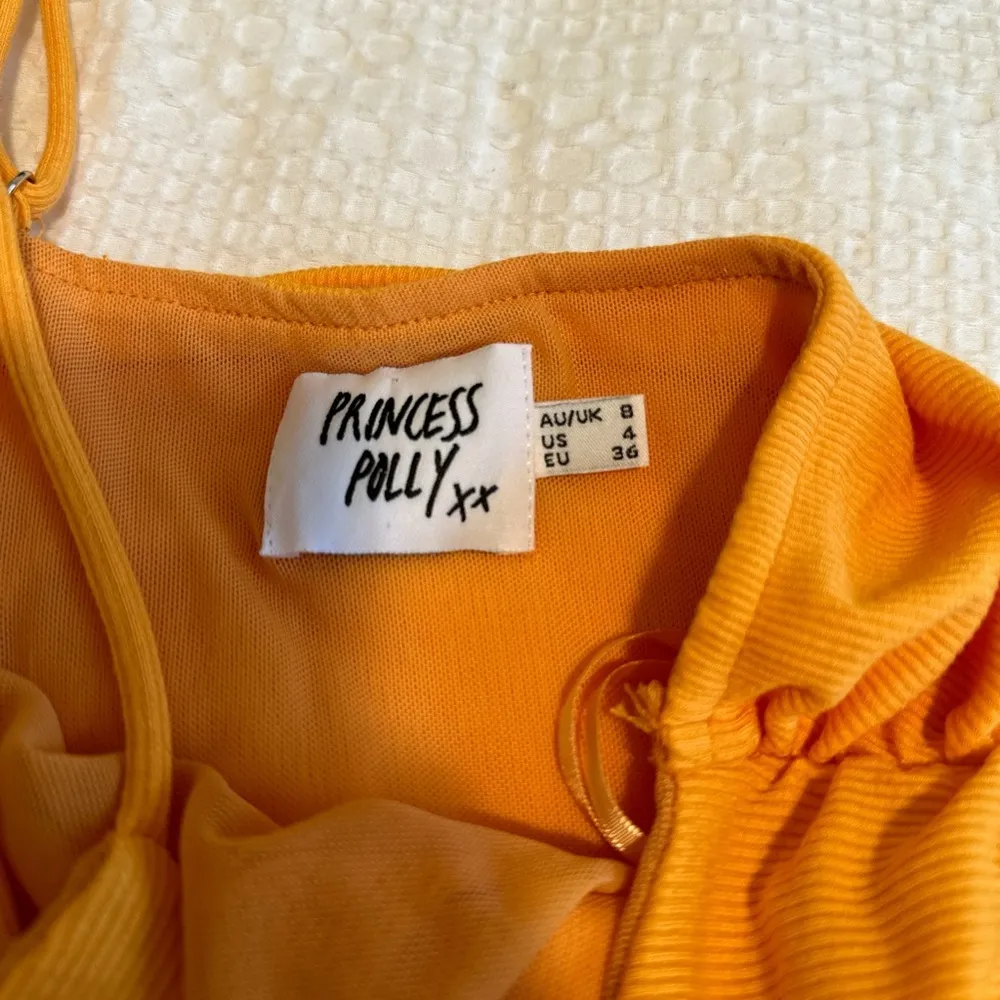 PRINCESS
POLLY xx
AU/UK 8
US 4
EU 36